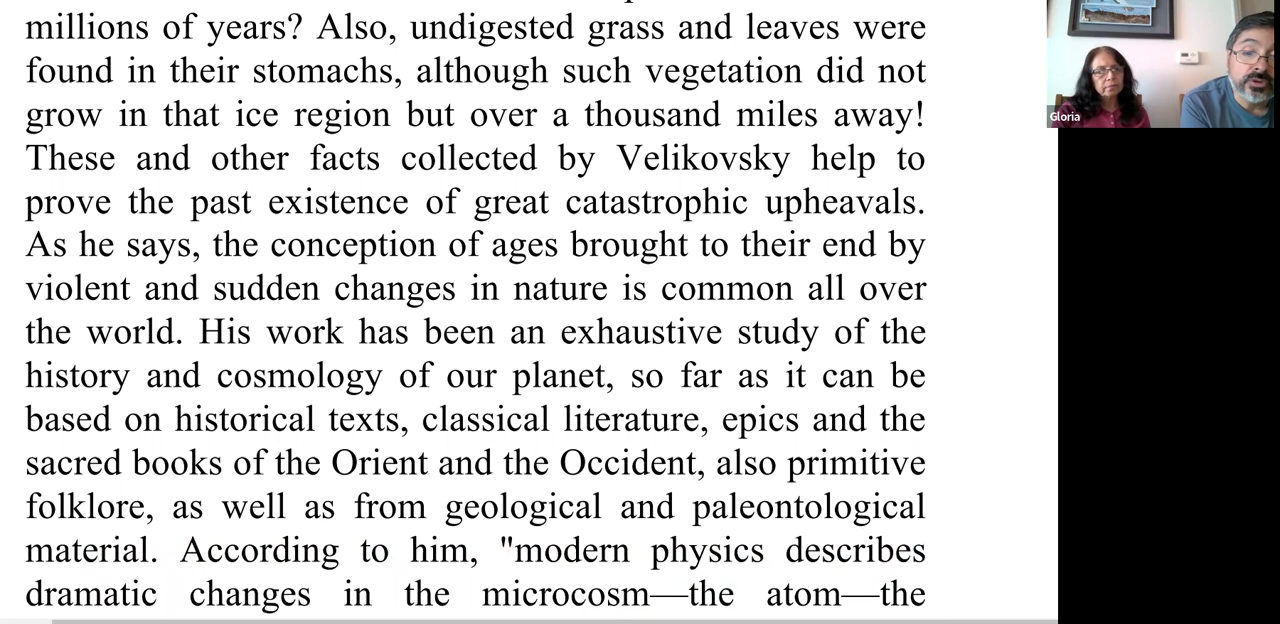 millions of years? Also, undigested grass and leaves were
found in their stomachs, although such vegetation did not
grow in that ice region but over a thousand miles away!
These and other facts collected by Velikovsky help to
prove the past existence of great catastrophic upheavals.
As he says, the conception of ages brought to their end by
violent and sudden changes in nature is common all over
the world. His work has been an exhaustive study of the
history and cosmology of our planet, so far as it can be
based on historical texts, classical literature, epics and the
sacred books of the Orient and the Occident, also primitive
folklore, as well as from geological and paleontological
material. According to him, "modern physics describes
dramatic changes in the microcosm—the atom—the
Gloria